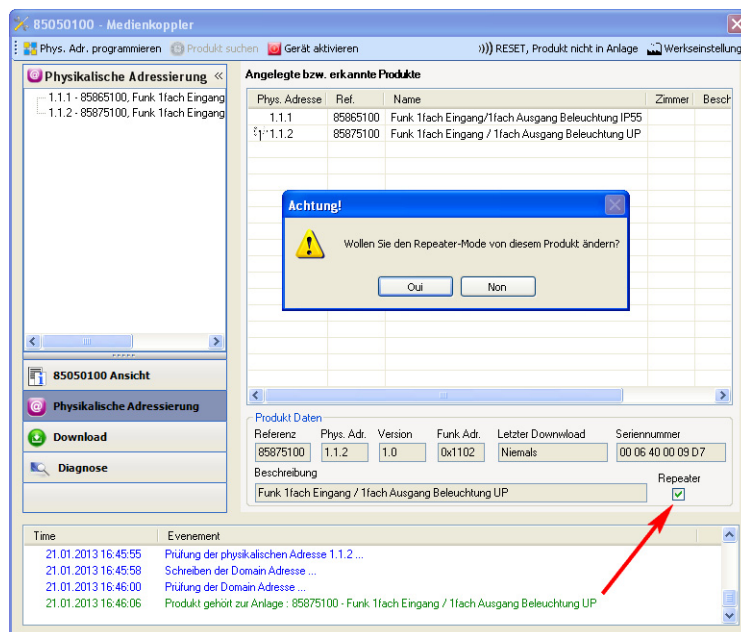 85050100 - Medienkoppler
Phys. Adr. programmieren Produkt suchen Gerät aktivieren RESET, Produkt nicht in Anlage Werkseinstellung
Physikalische Adressierung «
1.1.1 - 85865100, Funk 1fach Eingang
1.1.2 - 85875100, Funk 1fach Eingang
85050100 Ansicht
Physikalische Adressierung
Download
Diagnose
Angelegte bzw. erkannte Produkte
Phys. Adresse Ref. Name Zimmer Besch
1.1.1 85865100 Funk 1fach Eingang/1fach Ausgang Beleuchtung IP55
1.1.2 85875100 Funk 1fach Eingang / 1fach Ausgang Beleuchtung UP
Achtung!
Wollen Sie den Repeater-Mode von diesem Produkt ändern?
Oui Non
Produkt Daten
Referenz Phys. Adr. Version Funk Adr. Letzter Downwload Seriennummer
85875100 1.1.2 1.0 0x1102 Niemals 00 06 40 00 09 D7
Beschreibung
Repeater
Funk 1fach Eingang / 1fach Ausgang Beleuchtung UP
Time Evenement
21.01.2013 16:45:55 Prüfung der physikalischen Adresse 1.1.2 ...
21.01.2013 16:45:58 Schreiben der Domain Adresse ...
21.01.2013 16:46:00 Prüfung der Domain Adresse ...
21.01.2013 16:46:06 Produkt gehört zur Anlage : 85875100 - Funk 1fach Eingang / 1fach Ausgang Beleuchtung UP